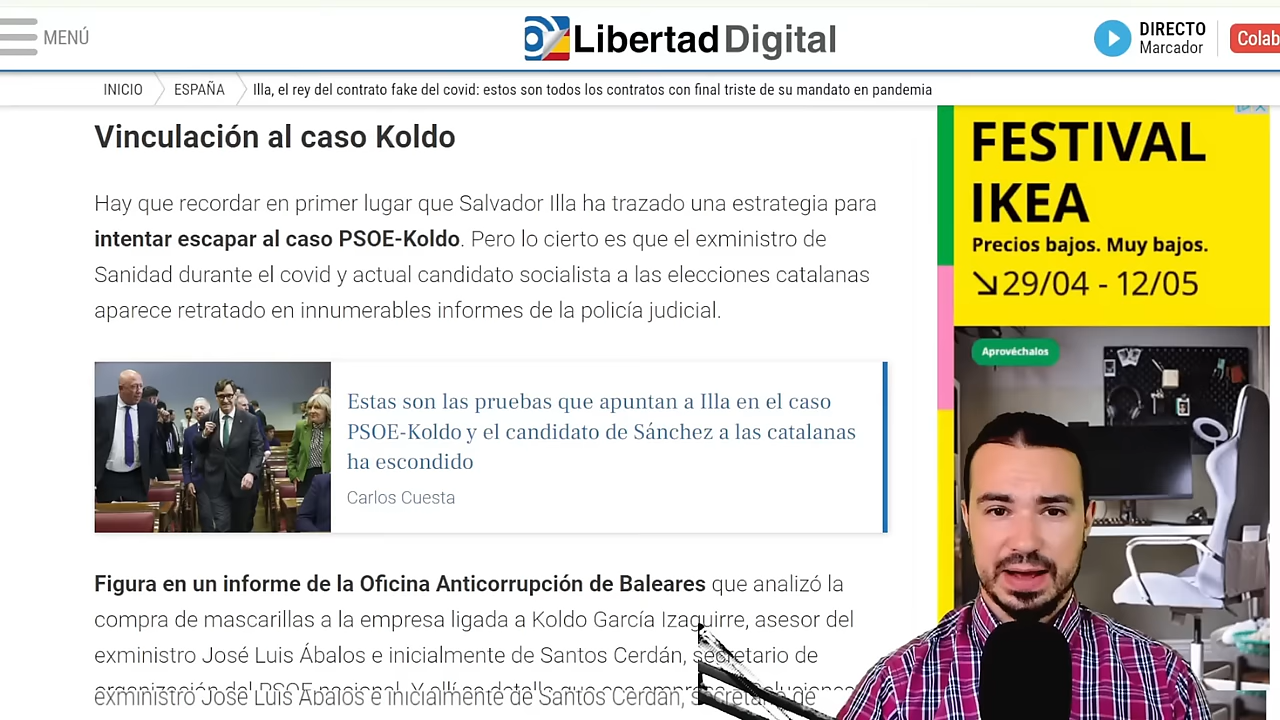 MENÚ
Libertad Digital
DIRECTO
Marcador
Colab
INICIO
ESPAÑA
Illa, el rey del contrato fake del covid: estos son todos los contratos con final triste de su mandato en pandemia
Vinculación al caso Koldo
Hay que recordar en primer lugar que Salvador Illa ha trazado una estrategia para
intentar escapar al caso PSOE-Koldo. Pero lo cierto es que el exministro de
Sanidad durante el covid y actual candidato socialista a las elecciones catalanas
aparece retratado en innumerables informes de la policía judicial.
Estas son las pruebas que apuntan a Illa en el caso
PSOE-Koldo y el candidato de Sánchez a las catalanas
ha escondido
Carlos Cuesta
Figura en un informe de la Oficina Anticorrupción de Baleares que analizó la
compra de mascarillas a la empresa ligada a Koldo García Izaguirre, asesor del
exministro José Luis Ábalos e inicialmente de Santos Cerdán, secretario de
exministro José Luis Ábalos e inicialmente de Santos Cerdán, secretario de
FESTIVAL
IKEA
Precios bajos. Muy bajos.
29/04 - 12/05
Aprovéchalos